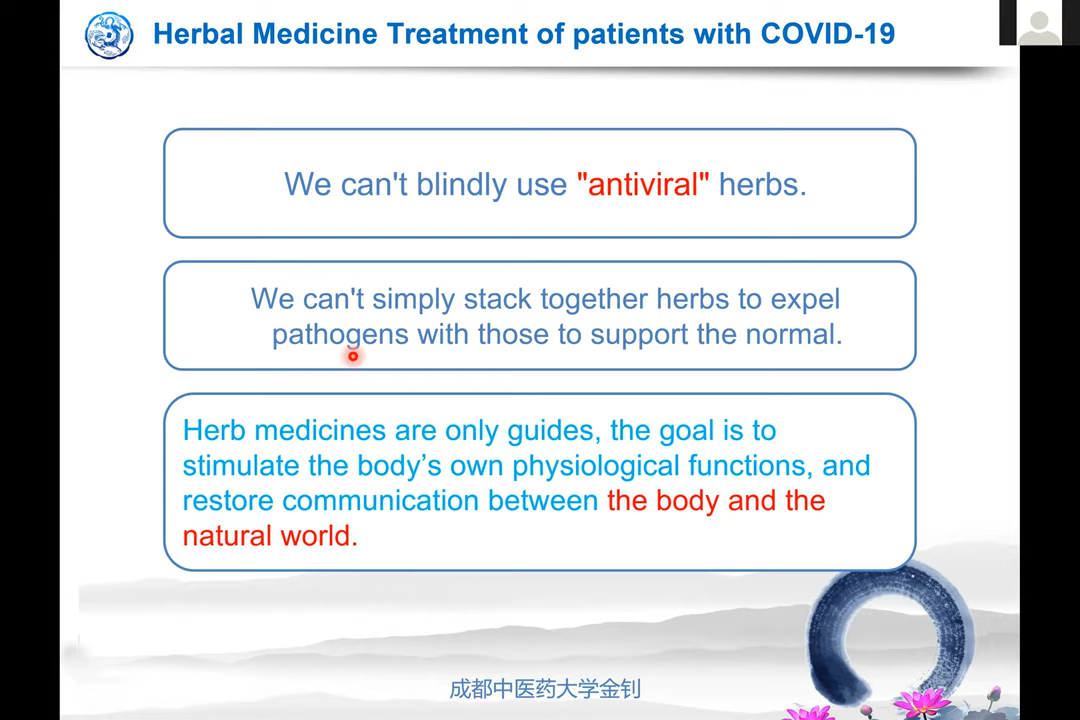 Herbal Medicine Treatment of patients with COVID-19
We can't blindly use "antiviral" herbs.
We can't simply stack together herbs to expel
pathogens with those to support the normal.
Herb medicines are only guides, the goal is to
stimulate the body’s own physiological functions, and
restore communication between the body and the
natural world.
成都中医药大学金钊